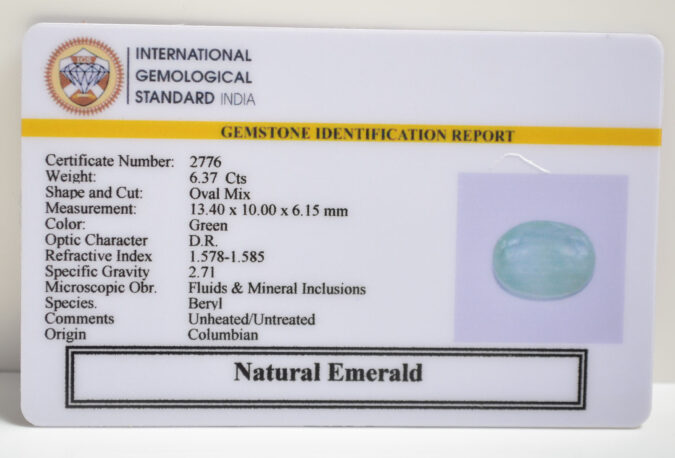 IGS
INTERNATIONAL
GEMOLOGICAL
STANDARD INDIA
GEMSTONE IDENTIFICATION REPORT
Certificate Number: 2776
Weight: 6.37 Cts
Shape and Cut: Oval Mix
Measurement: 13.40 x 10.00 x 6.15 mm
Color: Green
Optic Character D.R.
Refractive Index 1.578-1.585
Specific Gravity 2.71
Microscopic Obr. Fluids & Mineral Inclusions
Species. Beryl
Comments Unheated/Untreated
Origin Columbian
Natural Emerald